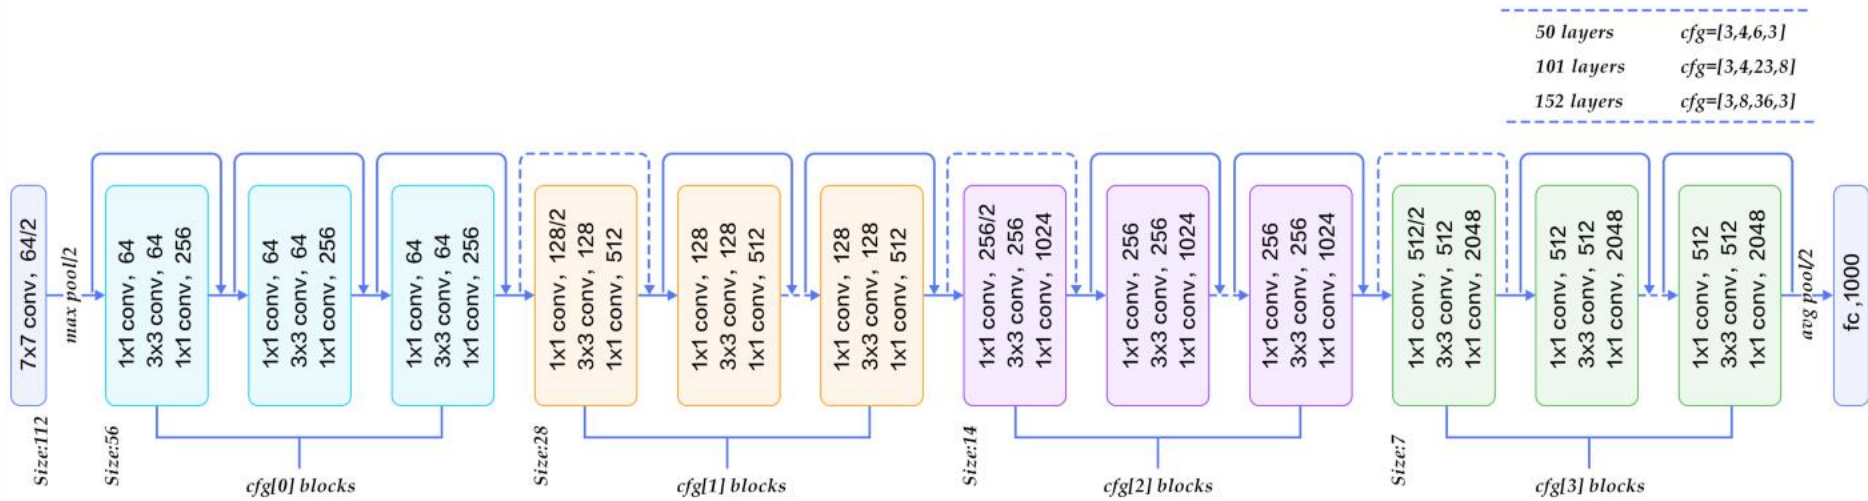 50 layers cfg=[3,4,6,3]
101 layers cfg=[3,4,23,8]
152 layers cfg=[3,8,36,3]
7x7 conv, 64/2
max pool/2
1x1 conv, 64
3x3 conv, 64
1x1 conv, 256
1x1 conv, 64
3x3 conv, 64
1x1 conv, 256
1x1 conv, 64
3x3 conv, 64
1x1 conv, 256
1x1 conv, 128/2
3x3 conv, 128
1x1 conv, 512
1x1 conv, 128
3x3 conv, 128
1x1 conv, 512
1x1 conv, 128
3x3 conv, 128
1x1 conv, 512
1x1 conv, 256/2
3x3 conv, 256
1x1 conv, 1024
1x1 conv, 256
3x3 conv, 256
1x1 conv, 1024
1x1 conv, 256
3x3 conv, 256
1x1 conv, 1024
1x1 conv, 512/2
3x3 conv, 512
1x1 conv, 2048
1x1 conv, 512
3x3 conv, 512
1x1 conv, 2048
1x1 conv, 512
3x3 conv, 512
1x1 conv, 2048
avg pool/2
fc ,1000
Size:112
Size:56
cfg[0] blocks
Size:28
cfg[1] blocks
Size:14
cfg[2] blocks
Size:7
cfg[3] blocks